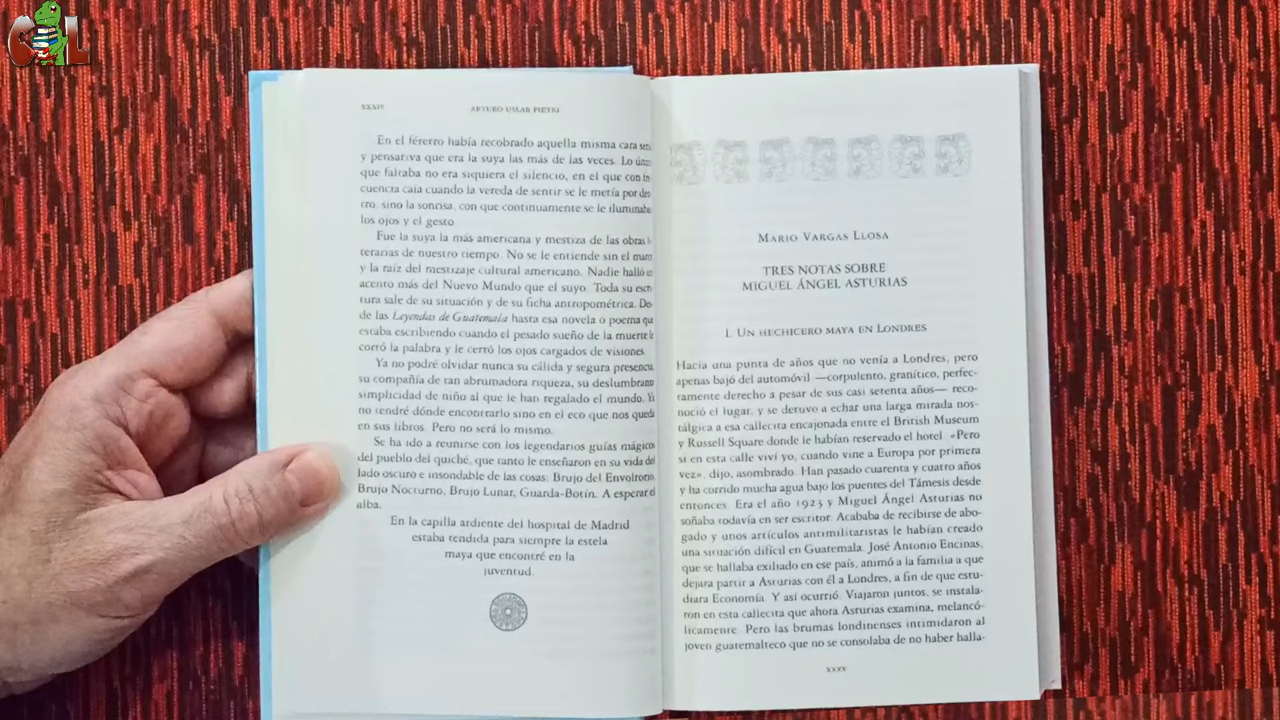 XXXIV
ARTURO USLAR PIETRI
En el féretro había recobrado aquella misma cara
y pensativa que era la suya las más de las veces. Lo
que faltaba no era siquiera el silencio, en el que con
cuencia caía cuando la vereda de sentir se le metía por
tro, sino la sonrisa, con que continuamente se le iluminaban
los ojos y el gesto.
Fue la suya la más americana y mestiza de las obras
terarias de nuestro tiempo. No se le entiende sin el
y la raíz del mestizaje cultural americano. Nadie halló
acento más del Nuevo Mundo que el suyo. Toda su
tura sale de su situación y de su ficha antropométrica.
de las Leyendas de Guatemala hasta esa novela o poema que
estaba escribiendo cuando el pesado sueño de la muerte le
cortó la palabra y le cerró los ojos cargados de visiones.
Ya no podré olvidar nunca su cálida y segura presencia,
su compañía de tan abrumadora riqueza, su deslumbrante
simplicidad de niño al que le han regalado el mundo. Ya
no tendré dónde encontrarlo sino en el eco que nos queda
en sus libros. Pero no será lo mismo.
Se ha ido a reunirse con los legendarios guías mágicos
del pueblo del quiché, que tanto le enseñaron en su vida del
lado oscuro e insondable de las cosas: Brujo del Envoltorio,
Brujo Nocturno, Brujo Lunar, Guarda-Botín. A esperar el
alba.
En la capilla ardiente del hospital de Madrid
estaba tendida para siempre la estela
maya que encontré en la
juventud.
MARIO VARGAS LLOSA
TRES NOTAS SOBRE
MIGUEL ÁNGEL ASTURIAS
I. UN HECHICERO MAYA EN LONDRES
Hacía una punta de años que no venía a Londres, pero
apenas bajó del automóvil —corpulento, granítico, perfec-
tamente derecho a pesar de sus casi setenta años— reco-
noció el lugar, y se detuvo a echar una larga mirada nos-
tálgica a esa callecita encajonada entre el British Museum
y Russell Square donde le habían reservado el hotel. «Pero
si en esta calle viví yo, cuando vine a Europa por primera
vez», dijo, asombrado. Han pasado cuarenta y cuatro años
y ha corrido mucha agua bajo los puentes del Támesis desde
entonces. Era el año 1923 y Miguel Ángel Asturias no
soñaba todavía en ser escritor. Acababa de recibirse de abo-
gado y unos artículos antimilitaristas le habían creado
una situación difícil en Guatemala. José Antonio Encinas,
que se hallaba exiliado en ese país, animó a la familia a que
dejara partir a Asturias con él a Londres, a fin de que estu-
diara Economía. Y así ocurrió. Viajaron juntos, se instala-
ron en esta callecita que ahora Asturias examina, melancó-
licamente. Pero las brumas londinenses intimidaron al
joven guatemalteco que no se consolaba de no haber halla-
XXXV